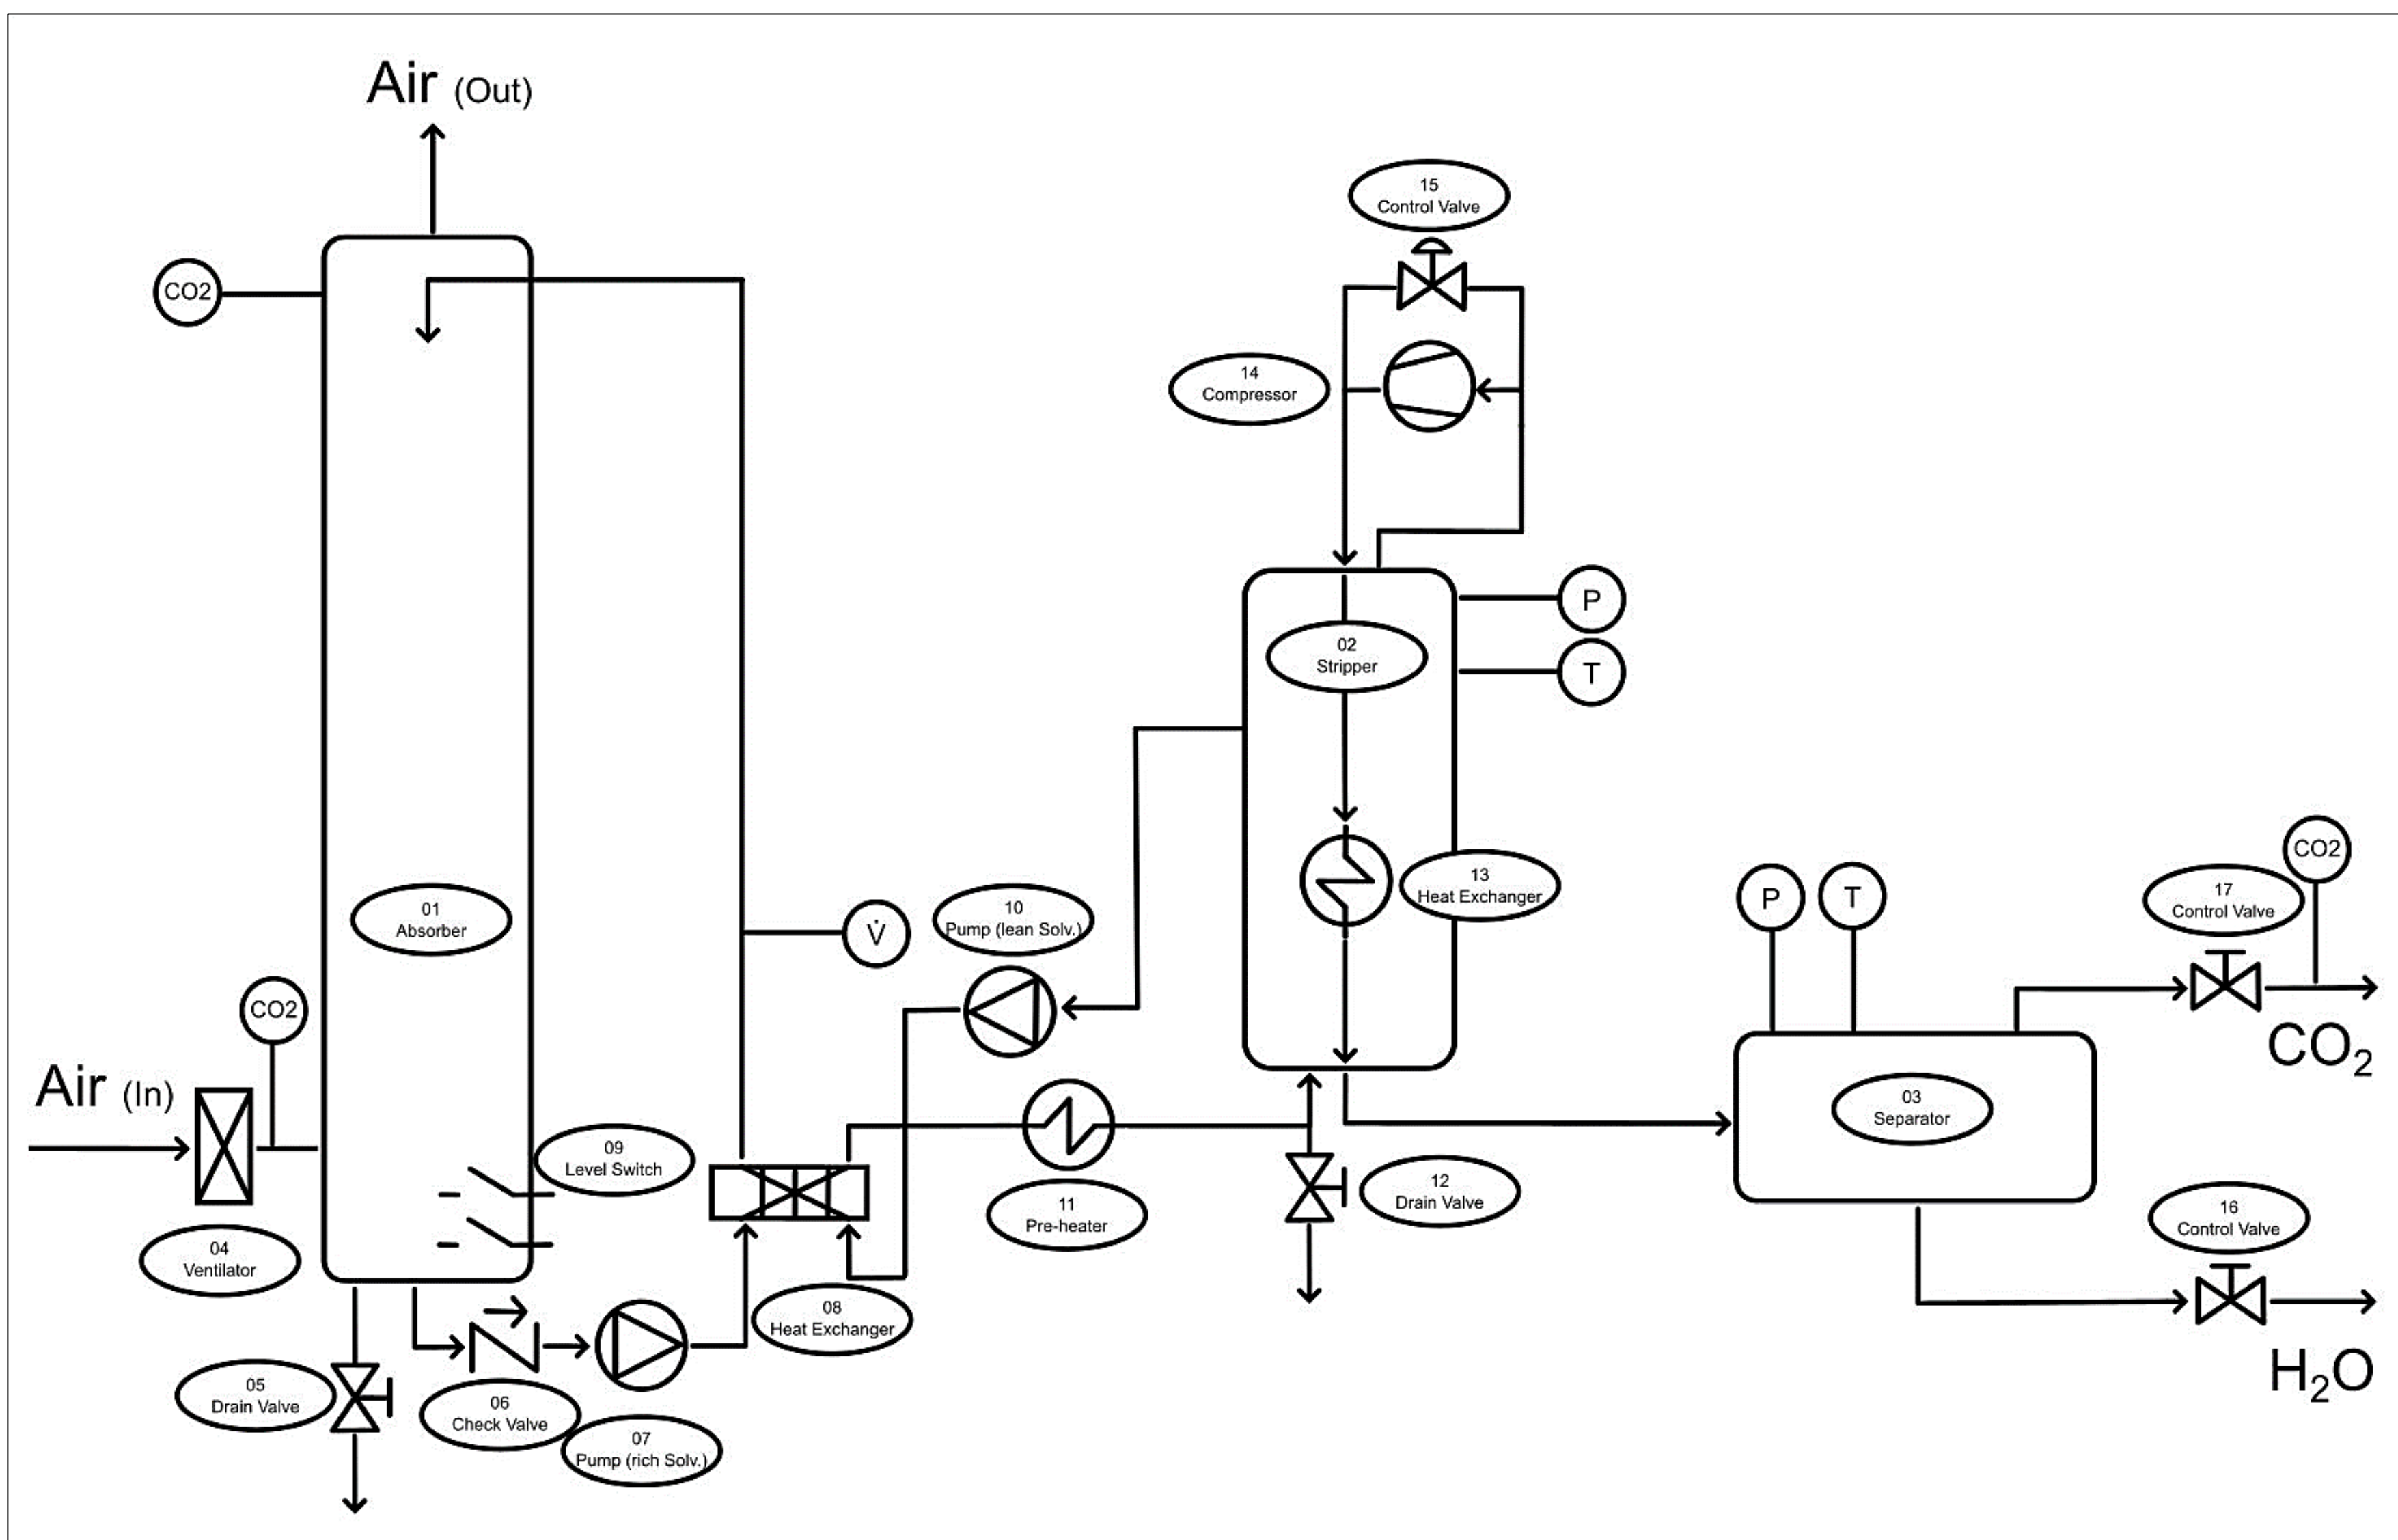 Air (Out)
15
Control Valve
CO2
14
Compressor
P
02
Stripper
T
CO2
17
Control Valve
13
Heat Exchanger
P
T
01
Absorber
10
Pump (lean Solv.)
V̇
CO2
CO₂
Air (In)
03
Separator
09
Level Switch
12
Drain Valve
11
Pre-heater
16
Control Valve
04
Ventilator
08
Heat Exchanger
H₂O
05
Drain Valve
06
Check Valve
07
Pump (rich Solv.)